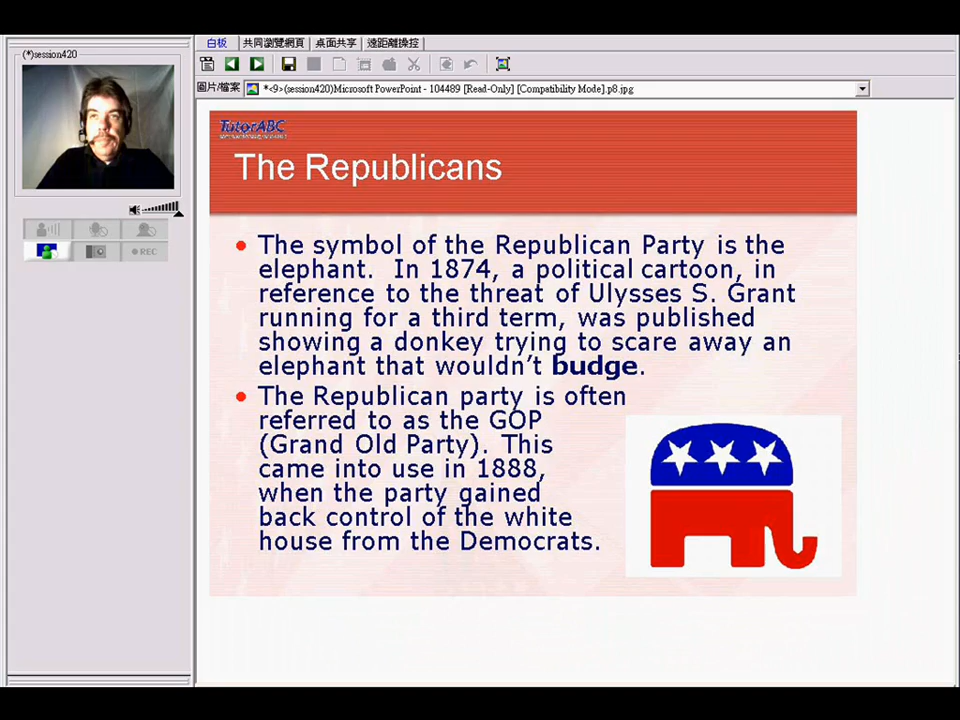 (*)session420
白板 共同瀏覽網頁 桌面共享 遠距離操控
圖片/檔案 *<9>(session420)Microsoft PowerPoint - 104489 [Read-Only] [Compatibility Mode].p8.jpg
REC
TutorABC
The Republicans
The symbol of the Republican Party is the
elephant. In 1874, a political cartoon, in
reference to the threat of Ulysses S. Grant
running for a third term, was published
showing a donkey trying to scare away an
elephant that wouldn't budge.
The Republican party is often
referred to as the GOP
(Grand Old Party). This
came into use in 1888,
when the party gained
back control of the white
house from the Democrats.